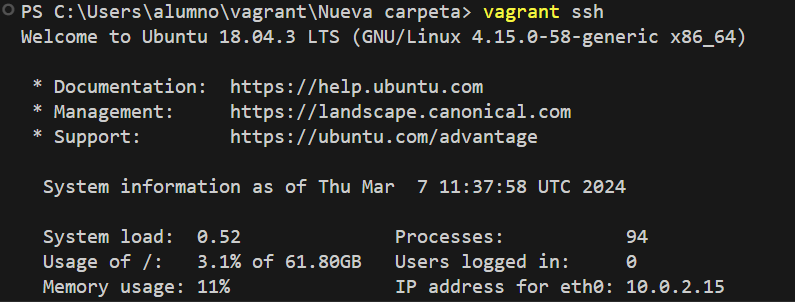 PS C:\Users\alumno\vagrant\Nueva carpeta> vagrant ssh
Welcome to Ubuntu 18.04.3 LTS (GNU/Linux 4.15.0-58-generic x86_64)
* Documentation: https://help.ubuntu.com
* Management: https://landscape.canonical.com
* Support: https://ubuntu.com/advantage
System information as of Thu Mar 7 11:37:58 UTC 2024
System load: 0.52 Processes: 94
Usage of /: 3.1% of 61.80GB Users logged in: 0
Memory usage: 11% IP address for eth0: 10.0.2.15